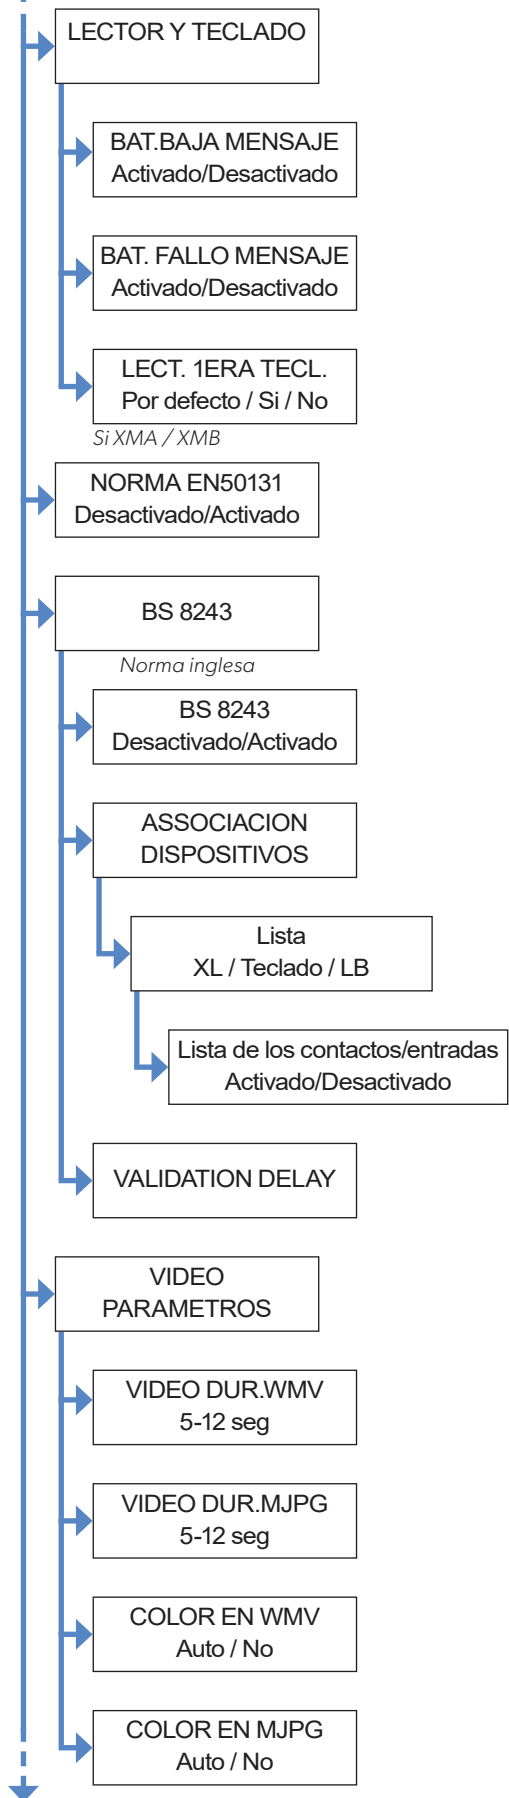 LECTOR Y TECLADO
BAT.BAJA MENSAJE
Activado/Desactivado
BAT. FALLO MENSAJE
Activado/Desactivado
LECT. 1ERA TECL.
Por defecto / Si / No
Si XMA / XMB
NORMA EN50131
Desactivado/Activado
BS 8243
Norma inglesa
BS 8243
Desactivado/Activado
ASSOCIACION
DISPOSITIVOS
Lista
XL / Teclado / LB
Lista de los contactos/entradas
Activado/Desactivado
VALIDATION DELAY
VIDEO
PARAMETROS
VIDEO DUR.WMV
5-12 seg
VIDEO DUR.MJPG
5-12 seg
COLOR EN WMV
Auto / No
COLOR EN MJPG
Auto / No